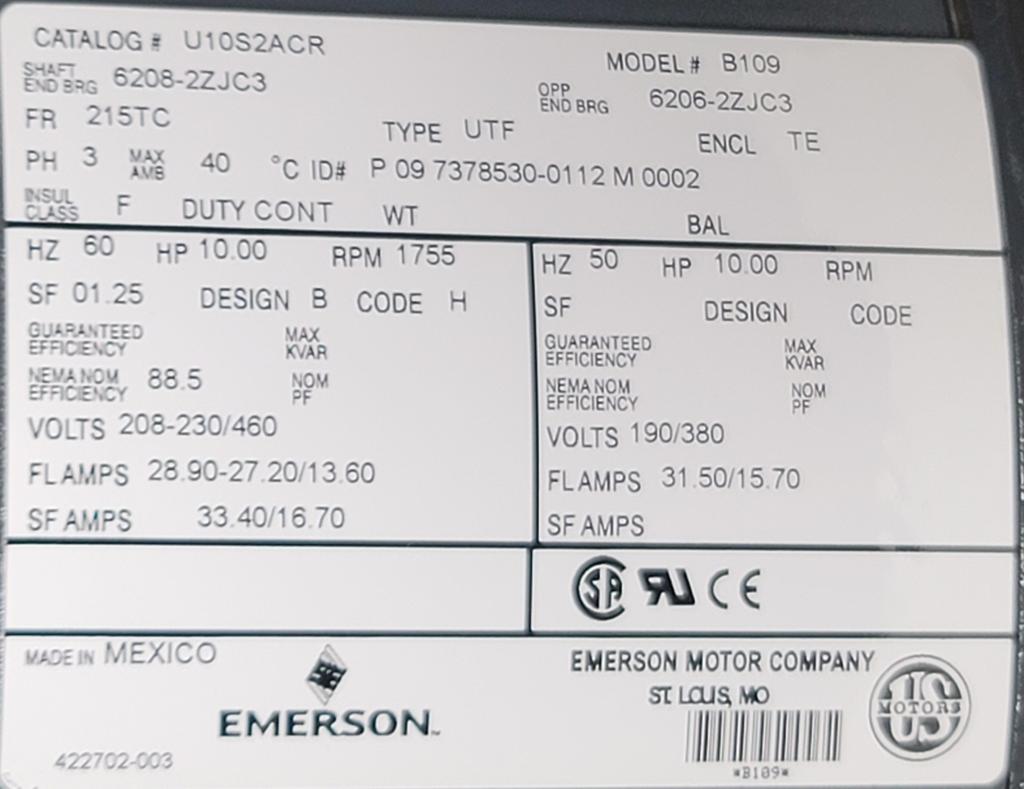 CATALOG # U10S2ACR MODEL # B109
SHAFT END BRG 6208-2ZJC3 OPP END BRG 6206-2ZJC3
FR 215TC TYPE UTF ENCL TE
PH 3 MAX AMB 40 °C ID# P 09 7378530-0112 M 0002
INSUL CLASS F DUTY CONT WT BAL
HZ 60 HP 10.00 RPM 1755
SF 01.25 DESIGN B CODE H
GUARANTEED EFFICIENCY MAX KVAR
NEMA NOM EFFICIENCY 88.5 NOM PF
VOLTS 208-230/460
FL AMPS 28.90-27.20/13.60
SF AMPS 33.40/16.70
HZ 50 HP 10.00 RPM
SF DESIGN CODE
GUARANTEED EFFICIENCY MAX KVAR
NEMA NOM EFFICIENCY NOM PF
VOLTS 190/380
FL AMPS 31.50/15.70
SF AMPS
SA RU CE
MADE IN MEXICO
EMERSON
422702-003
EMERSON MOTOR COMPANY
ST. LOUIS, MO
*B109*
US MOTORS